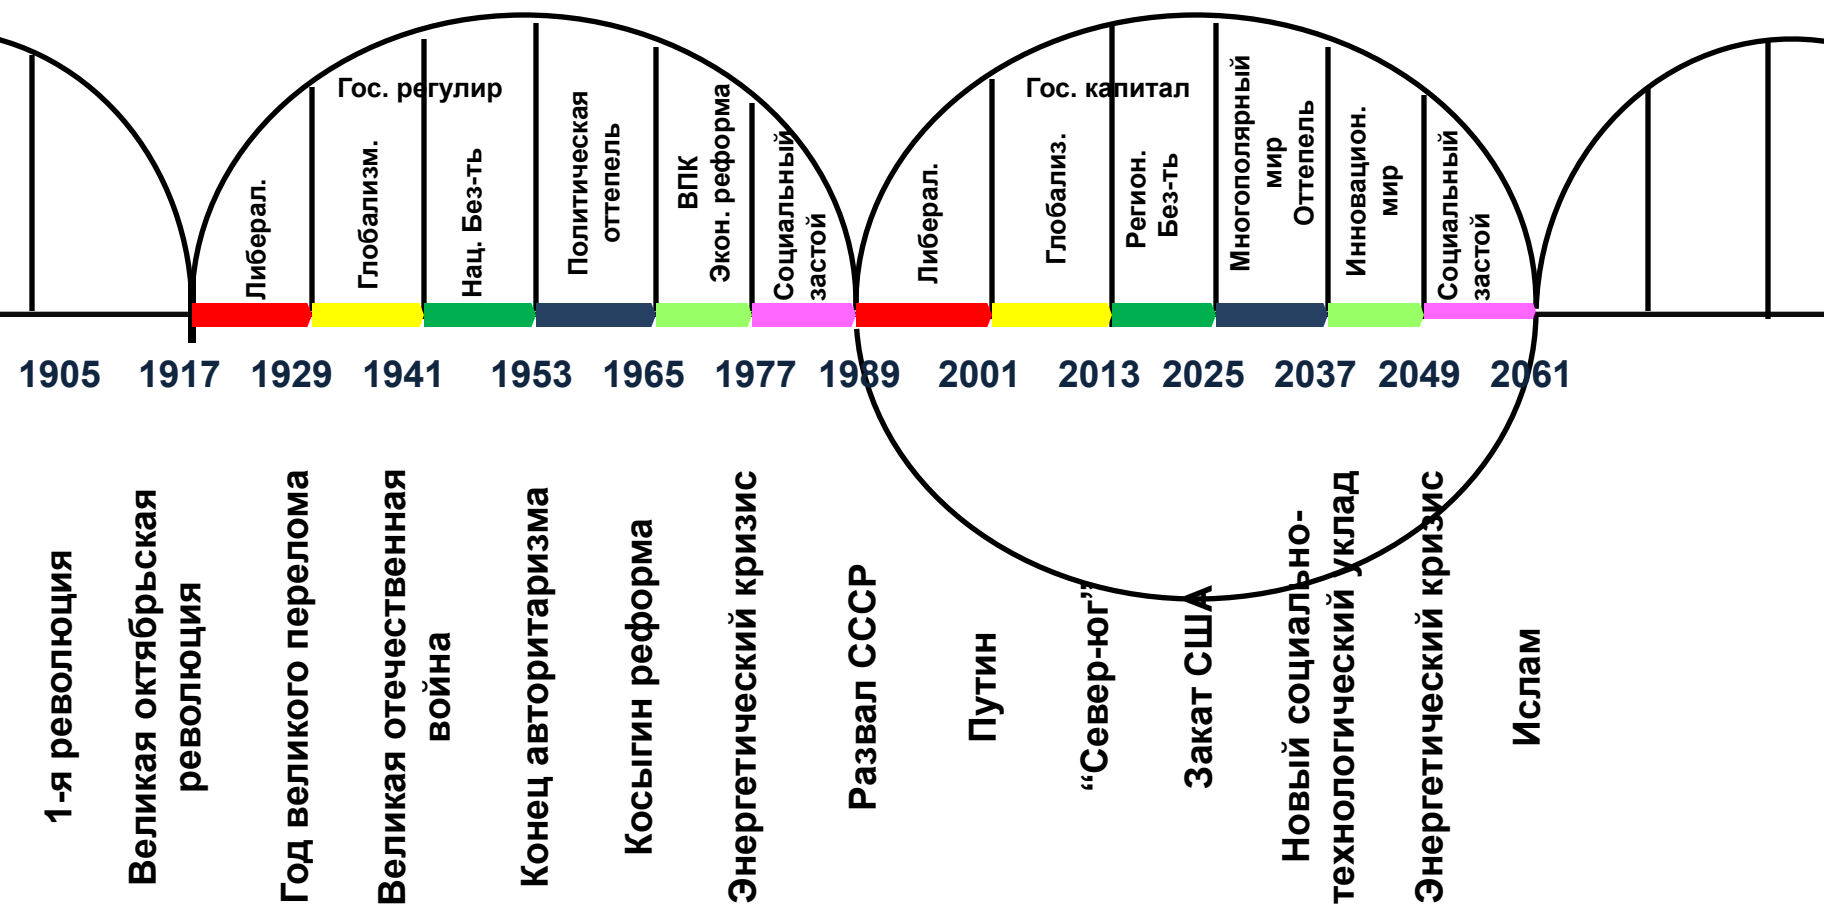 Гос. регулир
Гос. капитал
Либерал.
Глобализм.
Нац. Без-ть
Политическая
оттепель
ВПК
Экон. реформа
Социальный
застой
Либерал.
Глобализ.
Регион.
Без-ть
Многополярный
мир
Оттепель
Инновацион.
мир
Социальный
застой
1905
1917
1929
1941
1953
1965
1977
1989
2001
2013
2025
2037
2049
2061
1-я революция
Великая октябрьская
революция
Год великого перелома
Великая отечественная
война
Конец авторитаризма
Косыгин реформа
Энергетический кризис
Развал СССР
Путин
“Север-юг”
Закат США
Новый социально-
технологический уклад
Энергетический кризис
Ислам